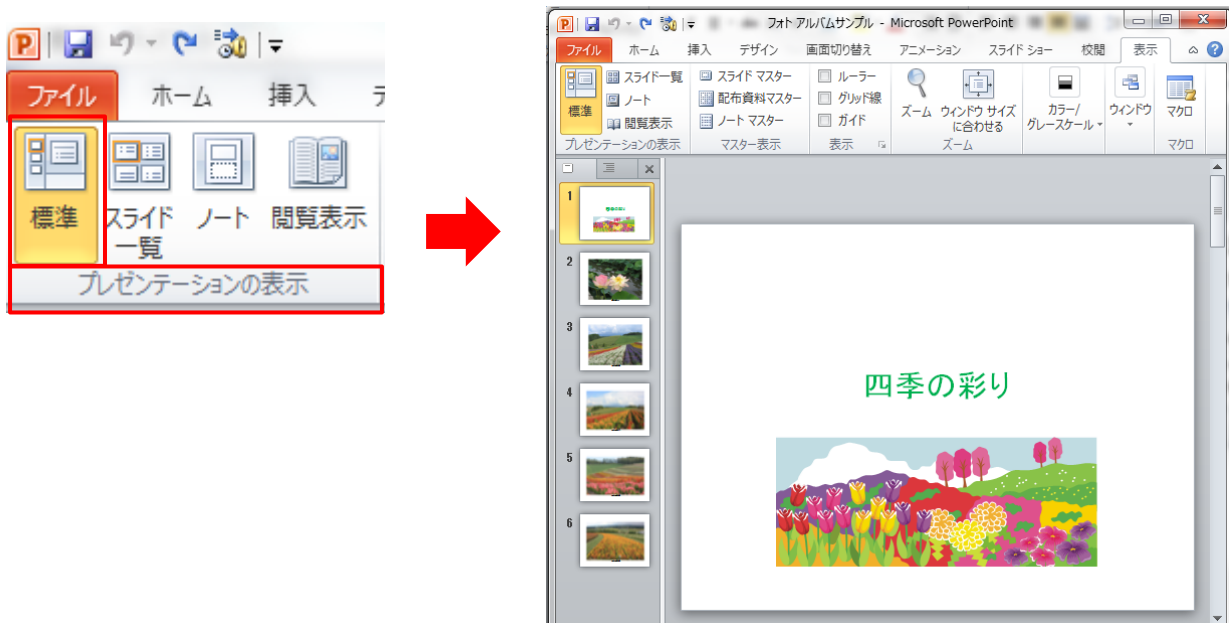 ファイル ホーム 挿入
標準 スライド一覧 ノート 閲覧表示
プレゼンテーションの表示
フォト アルバムサンプル - Microsoft PowerPoint
ファイル ホーム 挿入 デザイン 画面切り替え アニメーション スライド ショー 校閲 表示
標準
スライド一覧
ノート
閲覧表示
プレゼンテーションの表示
スライド マスター
配布資料マスター
ノート マスター
マスター表示
ルーラー
グリッド線
ガイド
表示
ズーム
ウィンドウ サイズ
に合わせる
ズーム
カラー/
グレースケール
ウィンドウ
マクロ
マクロ
1
四季の彩り
2
3
4
5
6
四季の彩り